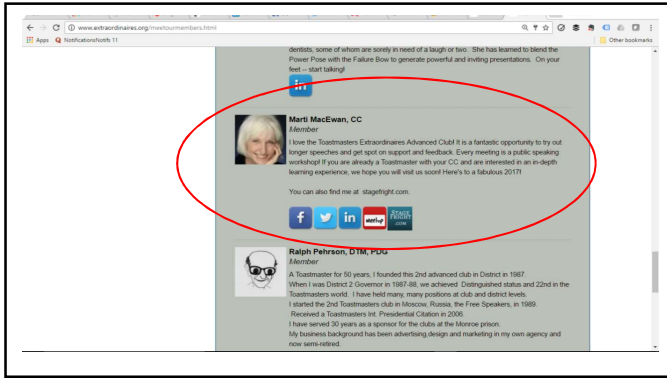 www.extraordinaires.org/meetourmembers.html
Apps NotificationsNotifs 11 Other bookmarks
dentists, some of whom are sorely in need of a laugh or two. She has learned to blend the
Power Pose with the Failure Bow to generate powerful and inviting presentations. On your
feet -- start talking!
in
Marti MacEwan, CC
Member
I love the Toastmasters Extraordinaires Advanced Club! It is a fantastic opportunity to try out
longer speeches and get spot on support and feedback. Every meeting is a public speaking
workshop! If you are already a Toastmaster with your CC and are interested in an in-depth
learning experience, we hope you will visit us soon! Here's to a fabulous 2017!
You can also find me at stagefright.com.
f in meetup STAGE FRIGHT .COM
Ralph Pehrson, DTM, PDG
Member
A Toastmaster for 50 years, I founded this 2nd advanced club in District in 1987.
When I was District 2 Governor in 1987-88, we achieved Distinguished status and 22nd in the
Toastmasters world. I have held many, many positions at club and district levels.
I started the 2nd Toastmasters club in Moscow, Russia, the Free Speakers, in 1989.
Received a Toastmasters Int. Presidential Citation in 2006.
I have served 30 years as a sponsor for the clubs at the Monroe prison.
My business background has been advertising,design and marketing in my own agency and
now semi-retired.